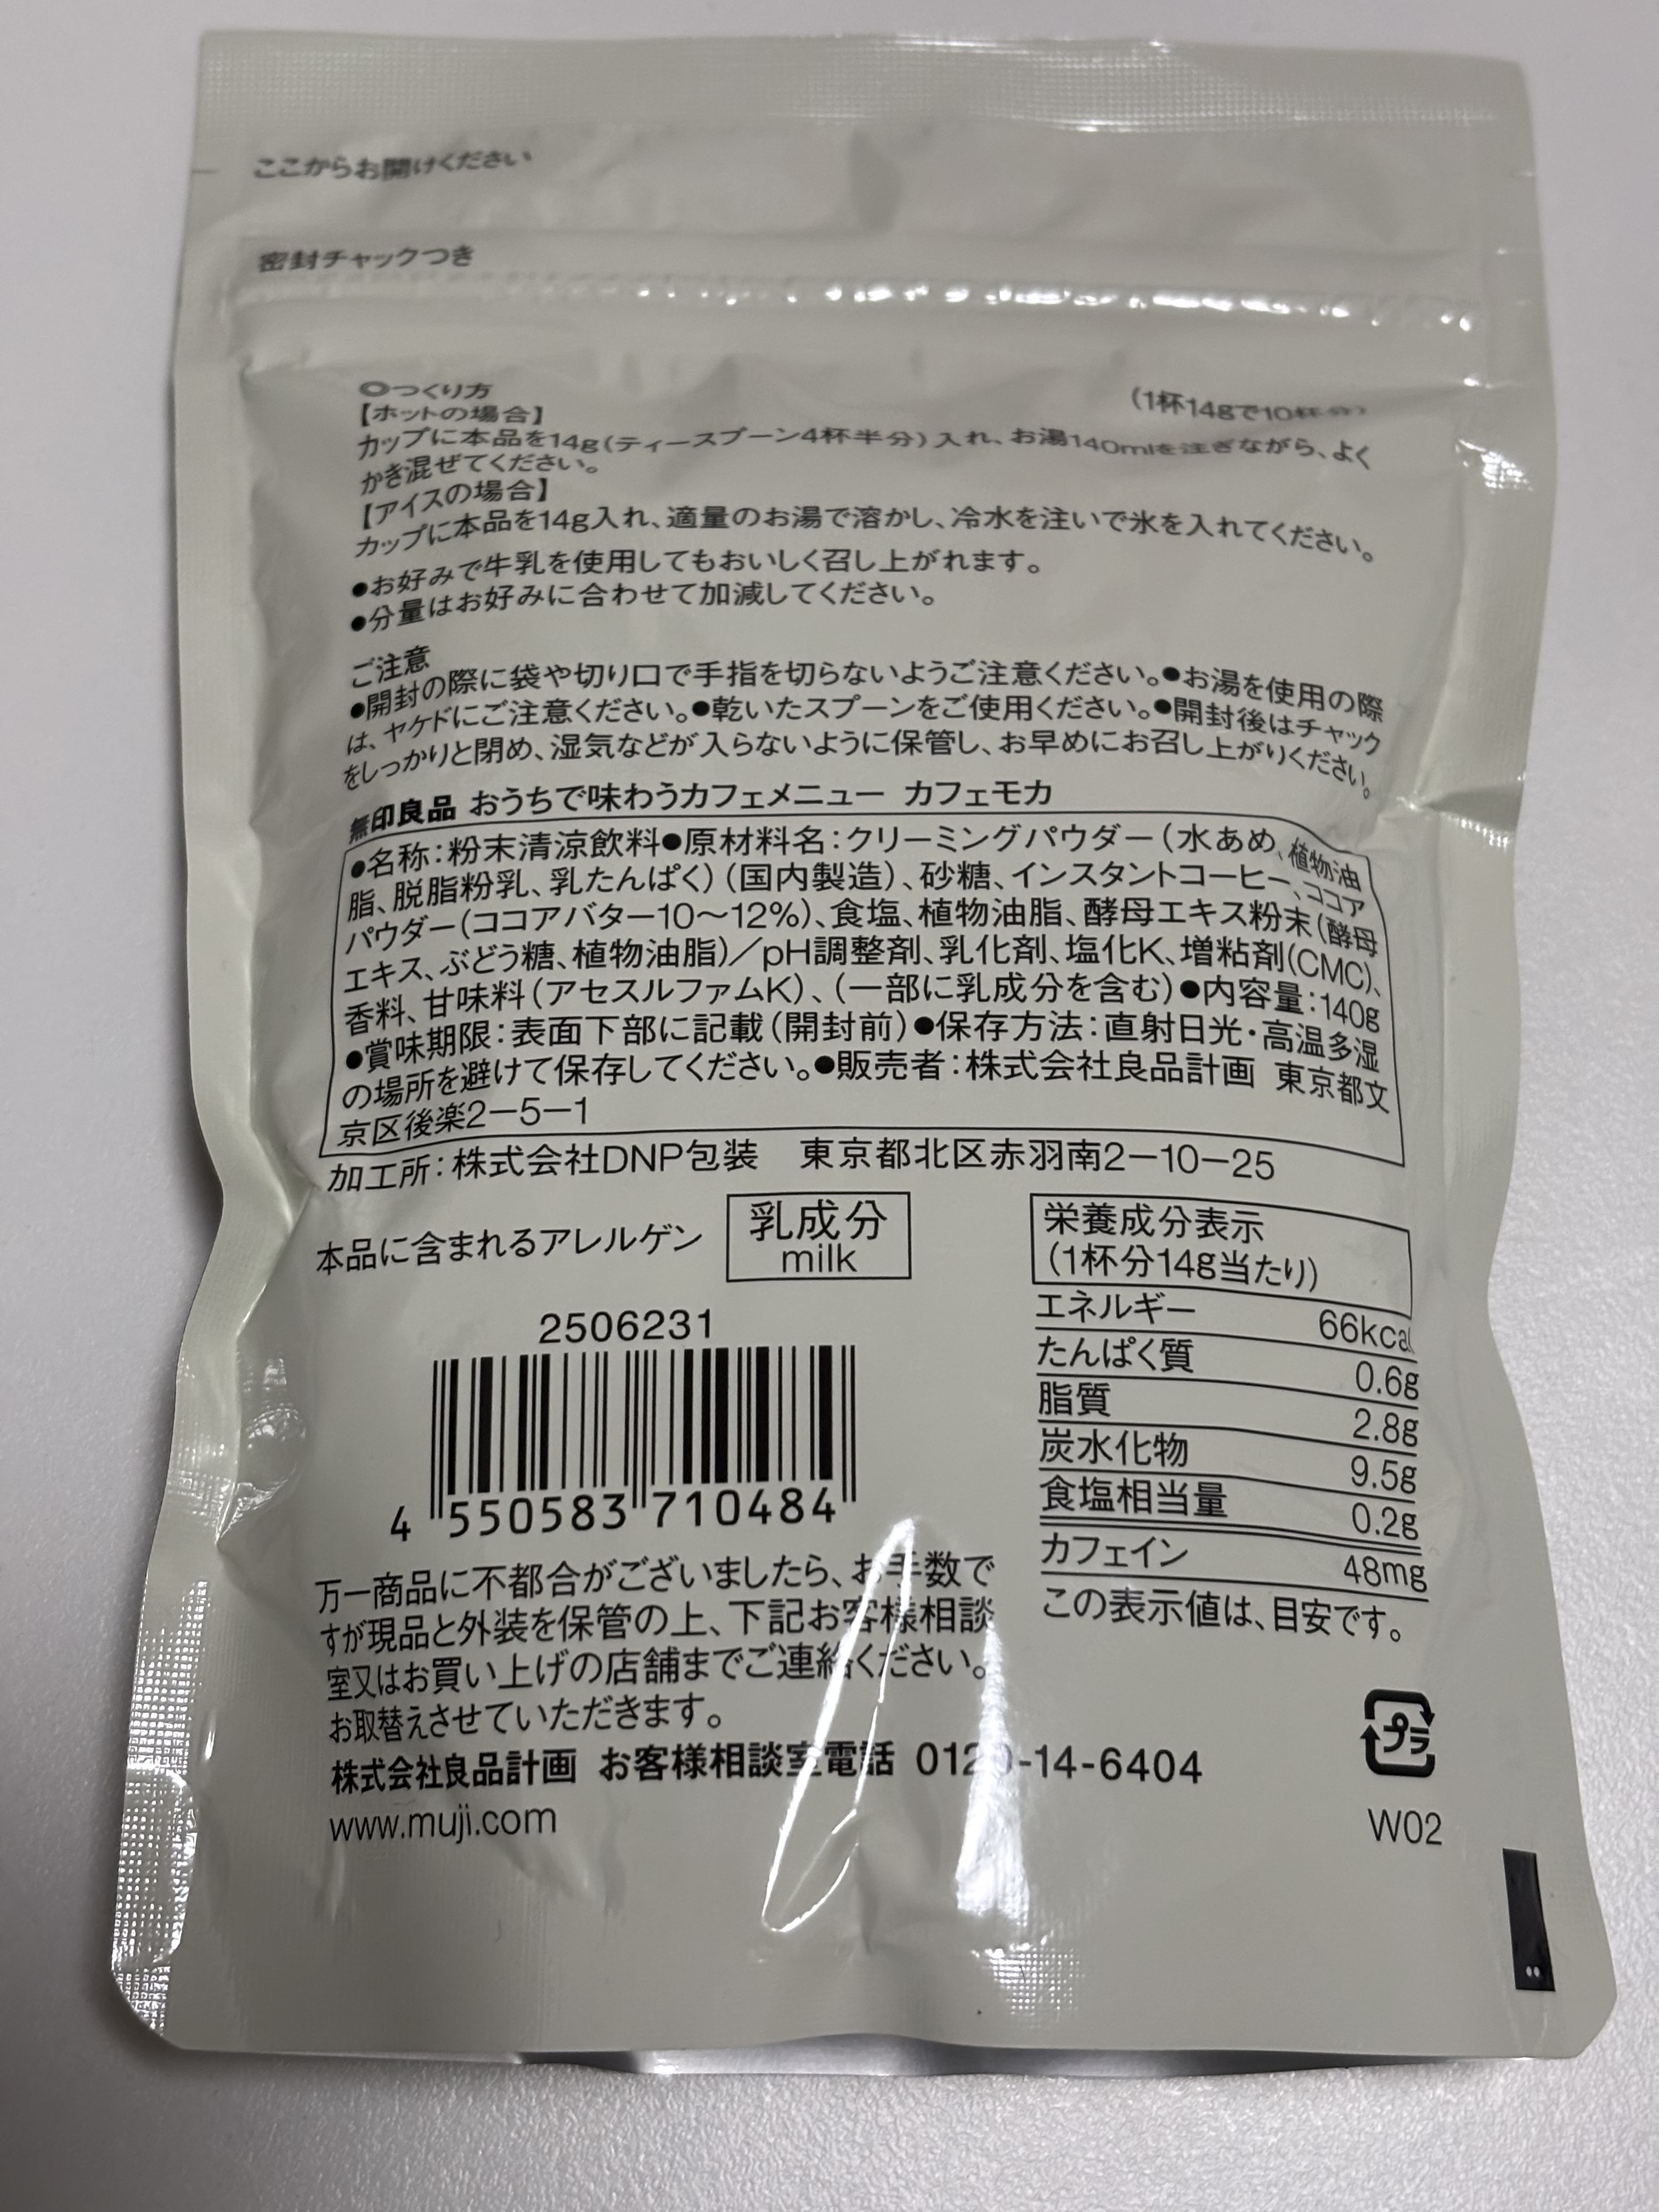 ここからお開けください
密封チャックつき
◎つくり方 (1杯14gで10杯分)
【ホットの場合】
カップに本品を14g(ティースプーン4杯半分)入れ、お湯140mlを注ぎながら、よく
かき混ぜてください。
【アイスの場合】
カップに本品を14g入れ、適量のお湯で溶かし、冷水を注いで氷を入れてください。
●お好みで牛乳を使用してもおいしく召し上がれます。
●分量はお好みに合わせて加減してください。
ご注意
●開封の際に袋や切り口で手指を切らないようご注意ください。●お湯を使用の際
は、ヤケドにご注意ください。●乾いたスプーンをご使用ください。●開封後はチャック
をしっかりと閉め、湿気などが入らないように保管し、お早めにお召し上がりください。
無印良品 おうちで味わうカフェメニュー カフェモカ
●名称:粉末清涼飲料●原材料名:クリーミングパウダー(水あめ、植物油
脂、脱脂粉乳、乳たんぱく)(国内製造)、砂糖、インスタントコーヒー、ココア
パウダー(ココアバター10〜12%)、食塩、植物油脂、酵母エキス粉末(酵母
エキス、ぶどう糖、植物油脂)/pH調整剤、乳化剤、塩化K、増粘剤(CMC)、
香料、甘味料(アセスルファムK)、(一部に乳成分を含む)●内容量:140g
●賞味期限:表面下部に記載(開封前)●保存方法:直射日光・高温多湿
の場所を避けて保存してください。●販売者:株式会社良品計画 東京都文
京区後楽2−5−1
加工所:株式会社DNP包装 東京都北区赤羽南2−10−25
本品に含まれるアレルゲン
乳成分
milk
栄養成分表示
(1杯分14g当たり)
エネルギー 66kcal
たんぱく質 0.6g
脂質 2.8g
炭水化物 9.5g
食塩相当量 0.2g
カフェイン 48mg
この表示値は、目安です。
2506231
4 550583 710484
万一商品に不都合がございましたら、お手数で
すが現品と外装を保管の上、下記お客様相談
室又はお買い上げの店舗までご連絡ください。
お取替えさせていただきます。
株式会社良品計画 お客様相談室電話 0120-14-6404
www.muji.com
プラ
W02